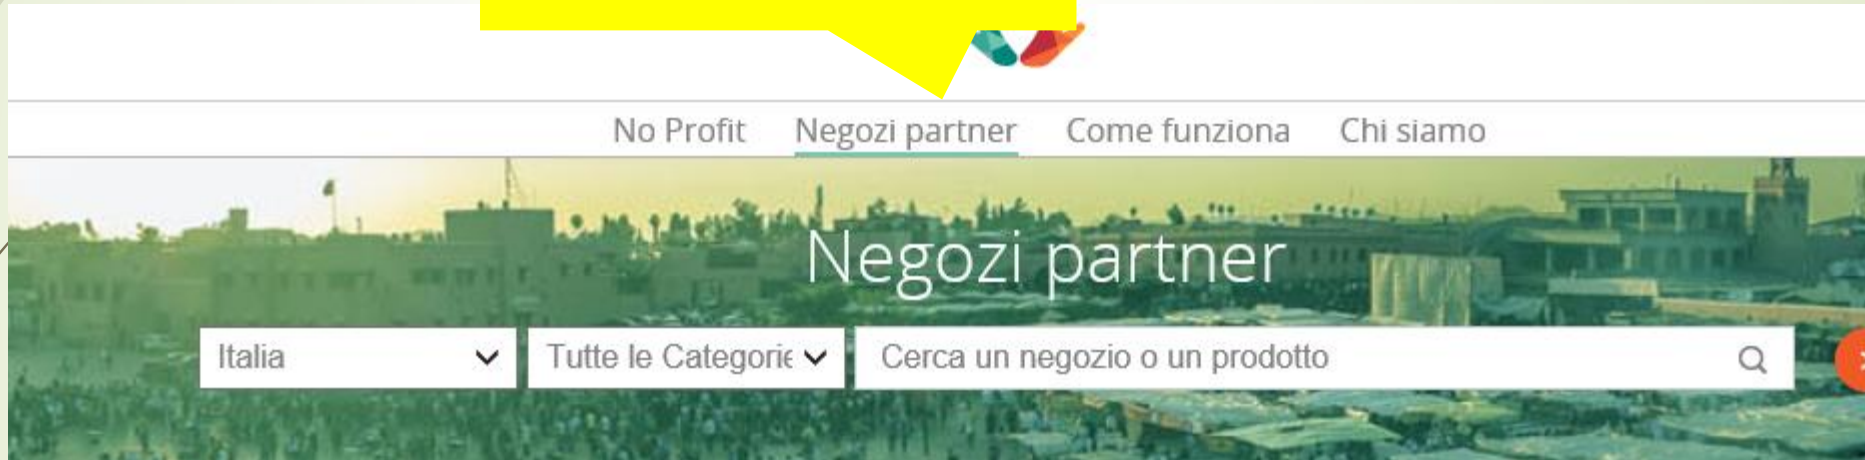 No Profit Negozi partner Come funziona Chi siamo
Negozi partner
Italia Tutte le Categorie Cerca un negozio o un prodotto